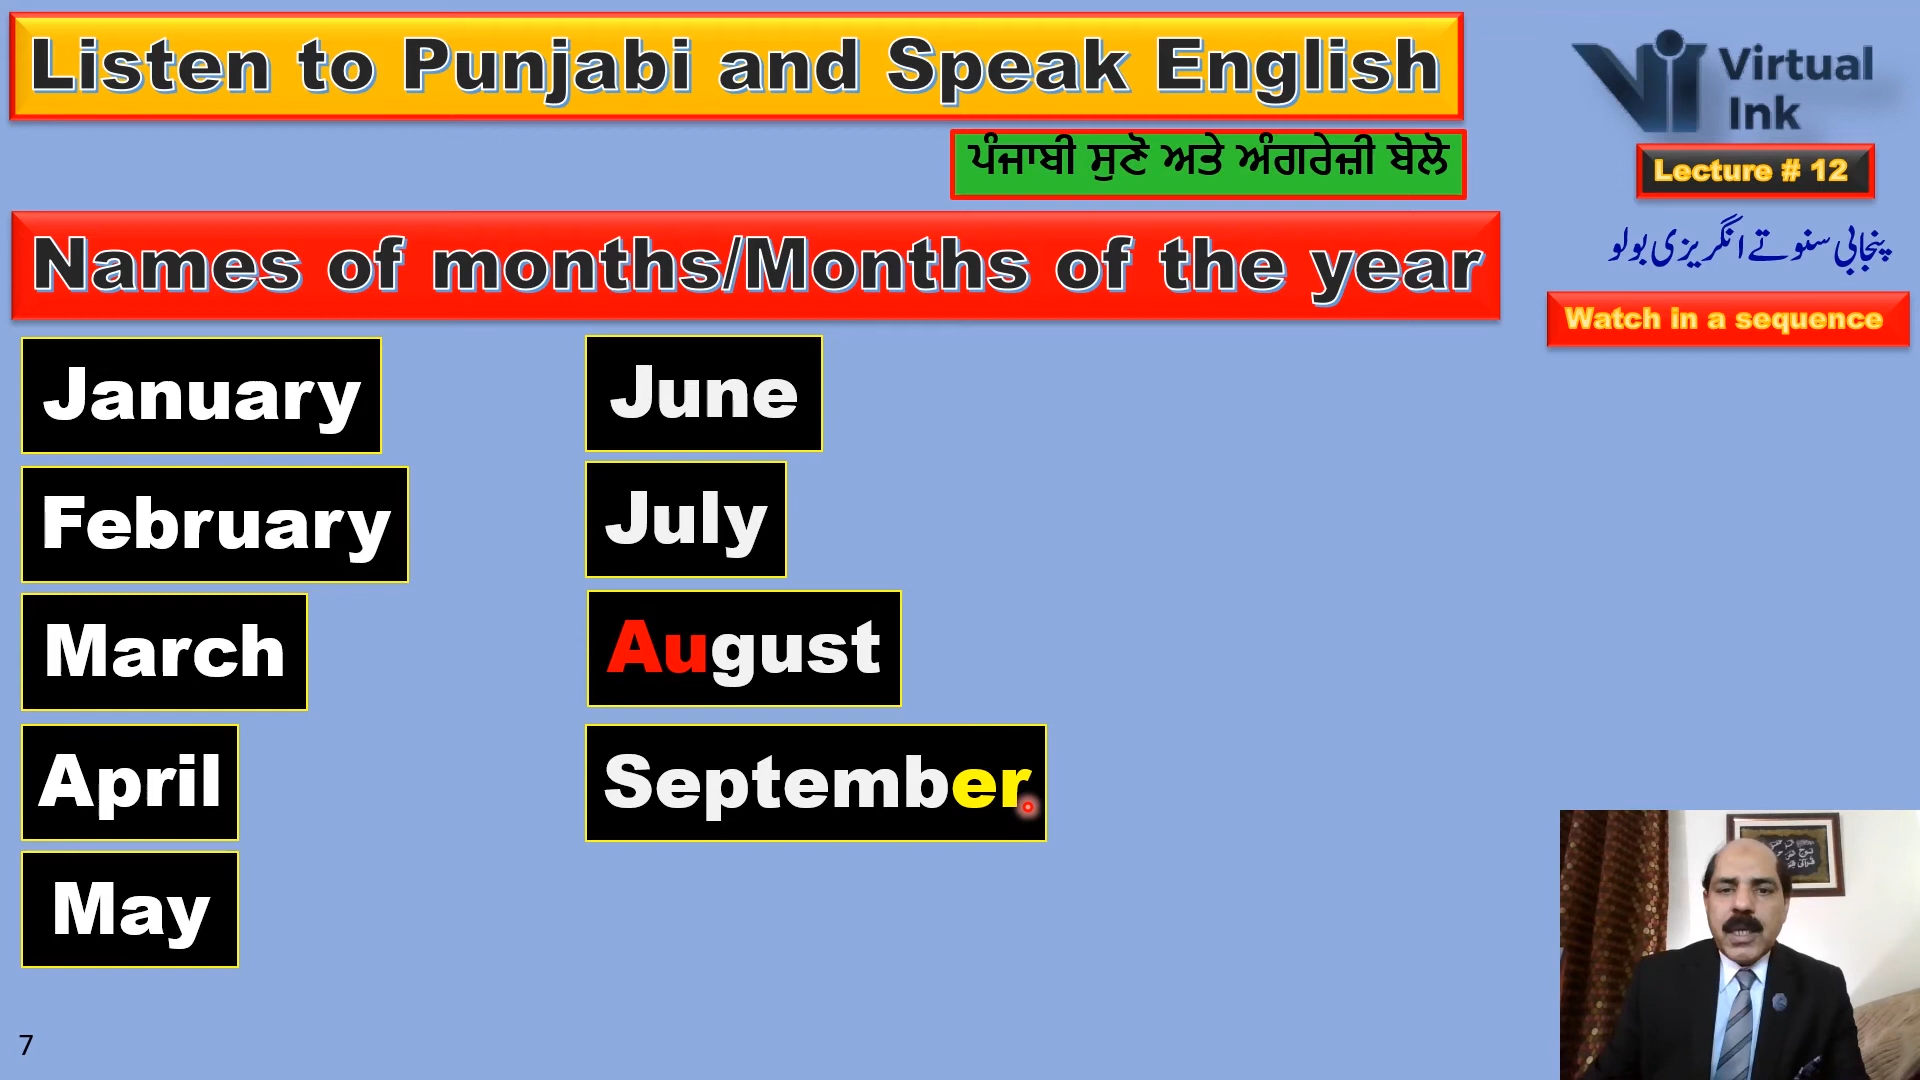 Listen to Punjabi and Speak English
ਪੰਜਾਬੀ ਸੁਣੋ ਅਤੇ ਅੰਗਰੇਜ਼ੀ ਬੋਲੋ
Virtual
Ink
Lecture # 12
پنجابی سنو تے انگریزی بولو
Watch in a sequence
Names of months/Months of the year
January
February
March
April
May
June
July
August
September
7